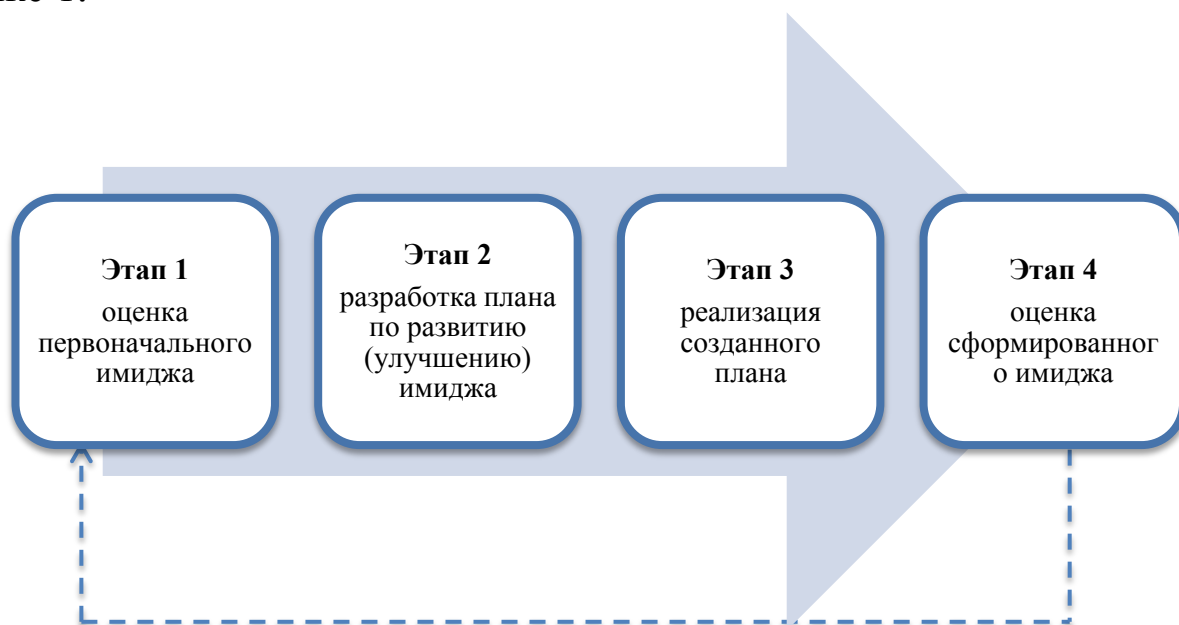 Этап 1
оценка
первоначального
имиджа
Этап 2
разработка плана
по развитию
(улучшению)
имиджа
Этап 3
реализация
созданного
плана
Этап 4
оценка
сформированног
о имиджа